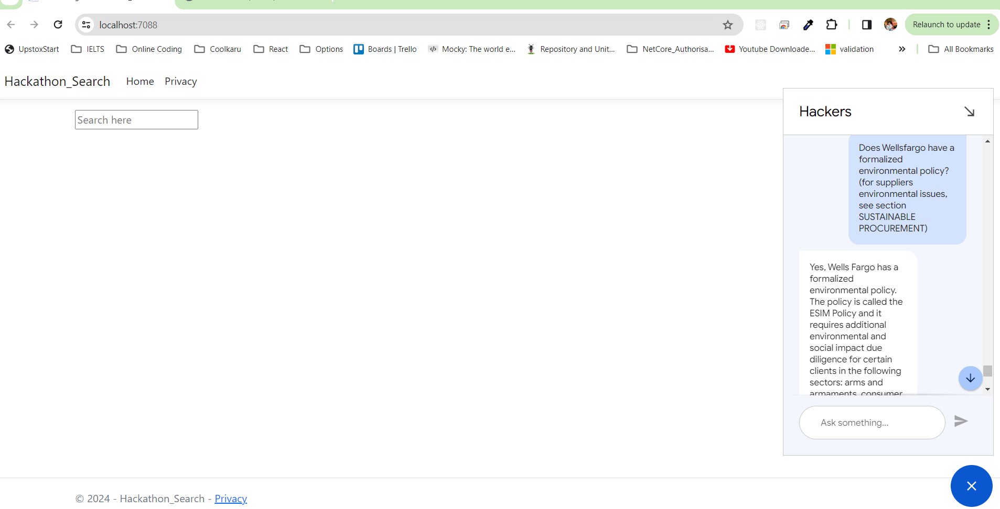 localhost:7088
Relaunch to update
UpstoxStart IELTS Online Coding Coolkaru React Options Boards | Trello Mocky: The world e... Repository and Unit... NetCore_Authorisa... Youtube Downloade... validation All Bookmarks
Hackathon_Search Home Privacy
Search here
Hackers
Does Wellsfargo have a
formalized
environmental policy?
(for suppliers
environmental issues,
see section
SUSTAINABLE
PROCUREMENT)
Yes, Wells Fargo has a
formalized
environmental policy.
The policy is called the
ESIM Policy and it
requires additional
environmental and
social impact due
diligence for certain
clients in the following
sectors: arms and
armaments, consumer
Ask something...
© 2024 - Hackathon_Search - Privacy